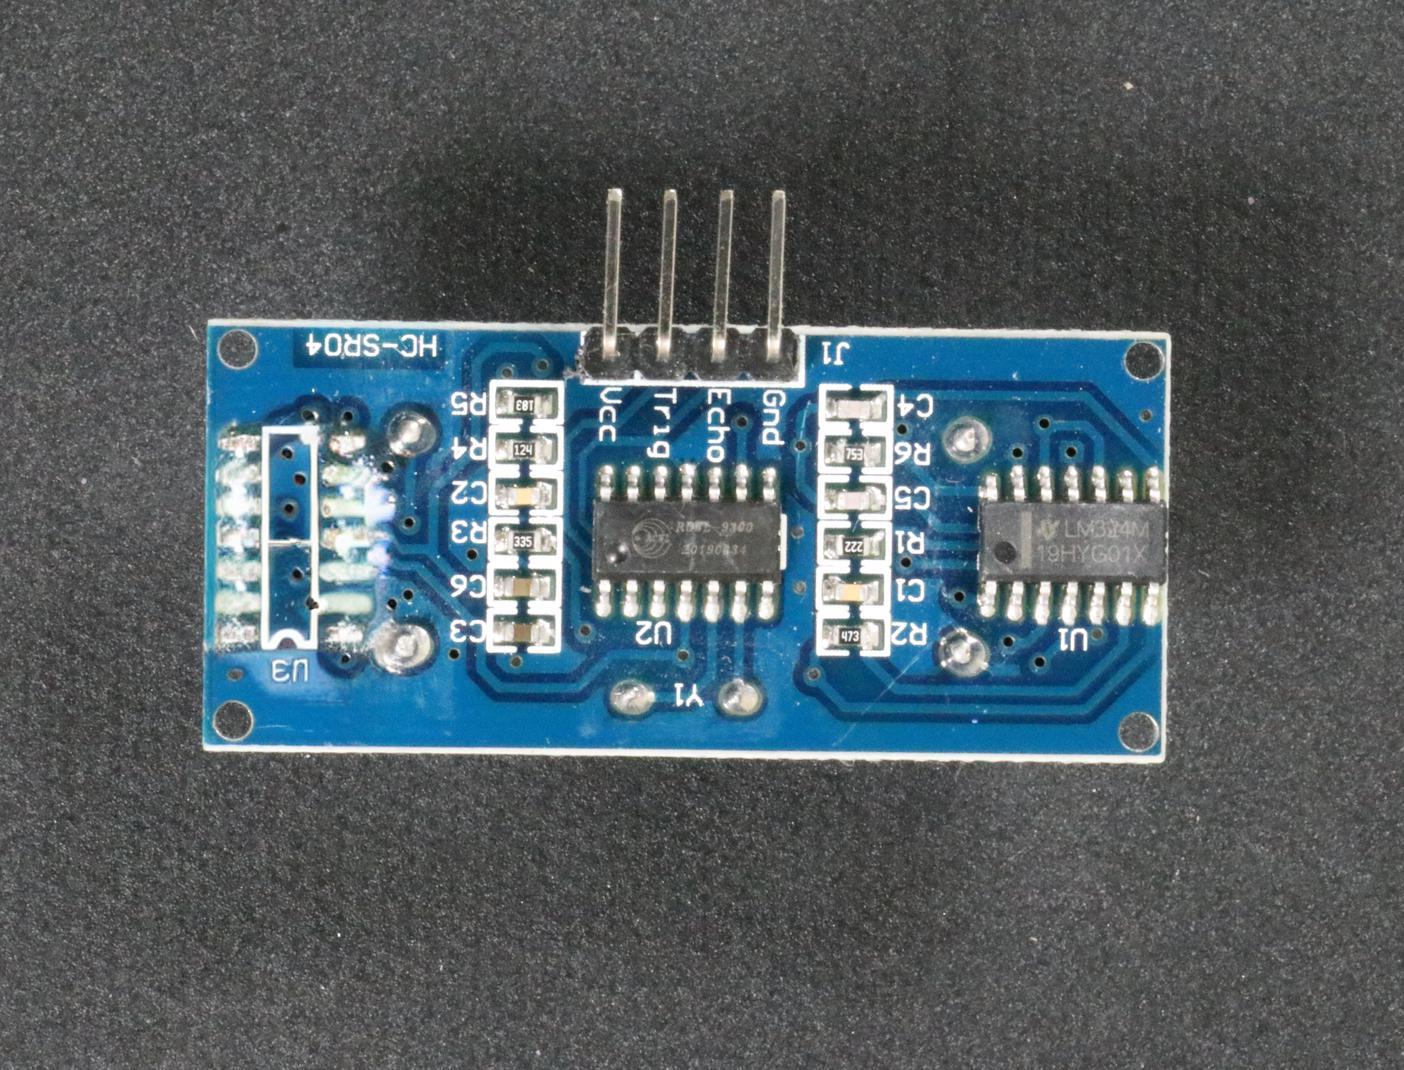 HC-SR04
J1
Vcc
Trig
Echo
Gnd
R5
183
R4
124
C2
R3
335
C6
C3
C4
R6
753
C5
R1
222
C1
R2
473
LM324M
19HYG01X
U3
U2
U1
Y1